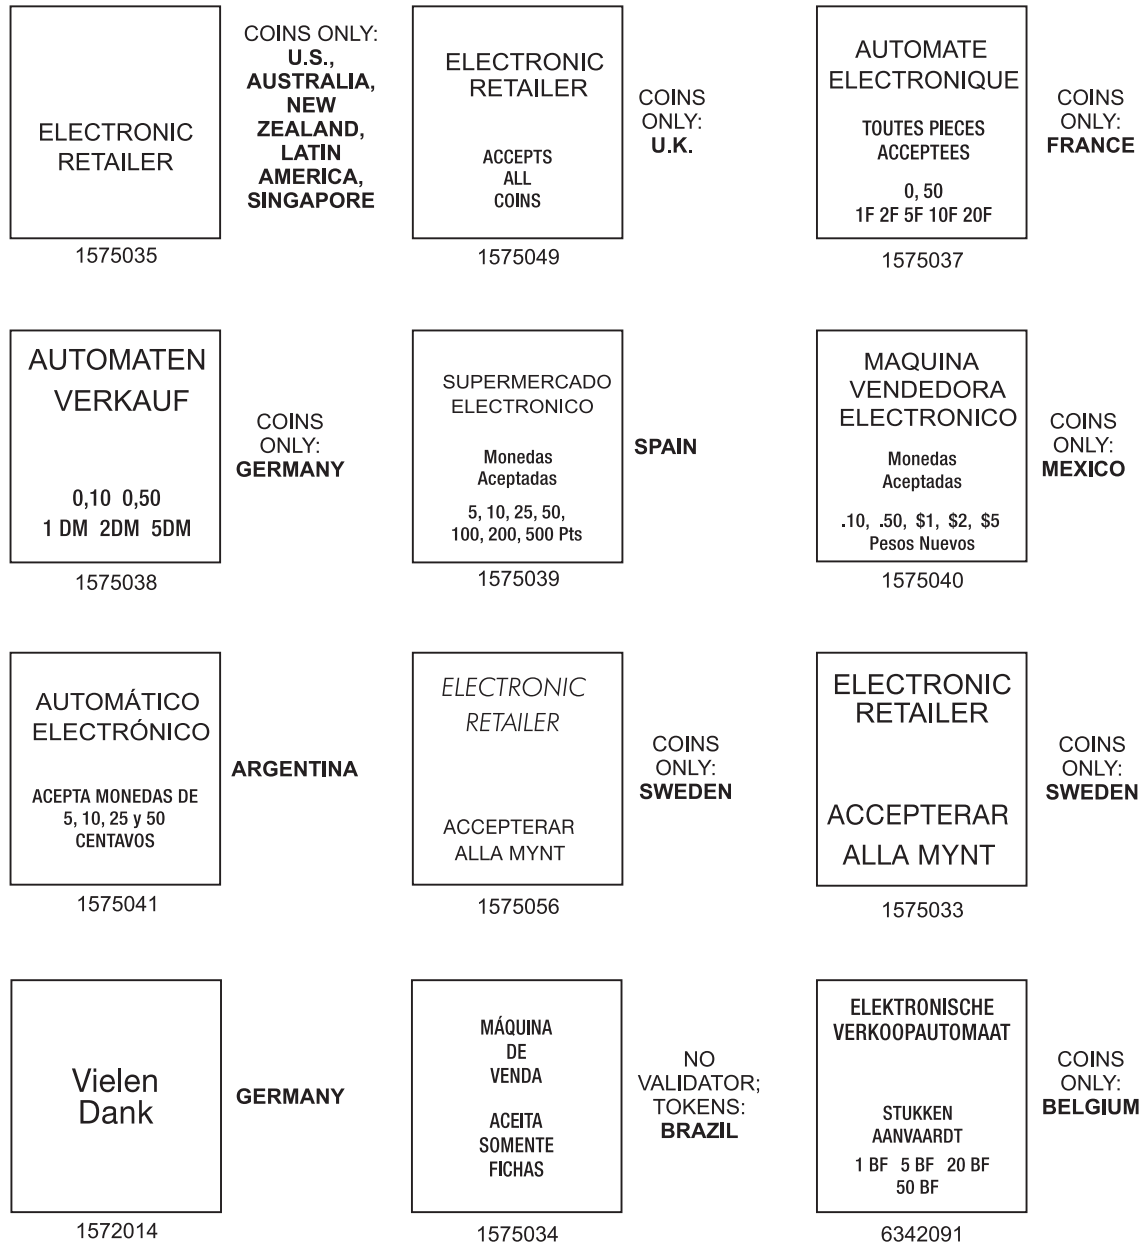 ELECTRONIC
RETAILER
1575035
COINS ONLY:
U.S.,
AUSTRALIA,
NEW
ZEALAND,
LATIN
AMERICA,
SINGAPORE
ELECTRONIC
RETAILER
ACCEPTS
ALL
COINS
1575049
COINS
ONLY:
U.K.
AUTOMATE
ELECTRONIQUE
TOUTES PIECES
ACCEPTEES
0, 50
1F 2F 5F 10F 20F
1575037
COINS
ONLY:
FRANCE
AUTOMATEN
VERKAUF
0,10 0,50
1 DM 2DM 5DM
1575038
COINS
ONLY:
GERMANY
SUPERMERCADO
ELECTRONICO
Monedas
Aceptadas
5, 10, 25, 50,
100, 200, 500 Pts
1575039
SPAIN
MAQUINA
VENDEDORA
ELECTRONICO
Monedas
Aceptadas
.10, .50, $1, $2, $5
Pesos Nuevos
1575040
COINS
ONLY:
MEXICO
AUTOMÁTICO
ELECTRÓNICO
ACEPTA MONEDAS DE
5, 10, 25 y 50
CENTAVOS
1575041
ARGENTINA
ELECTRONIC
RETAILER
ACCEPTERAR
ALLA MYNT
1575056
COINS
ONLY:
SWEDEN
ELECTRONIC
RETAILER
ACCEPTERAR
ALLA MYNT
1575033
COINS
ONLY:
SWEDEN
Vielen
Dank
1572014
GERMANY
MÁQUINA
DE
VENDA
ACEITA
SOMENTE
FICHAS
1575034
NO
VALIDATOR;
TOKENS:
BRAZIL
ELEKTRONISCHE
VERKOOPAUTOMAAT
STUKKEN
AANVAARDT
1 BF 5 BF 20 BF
50 BF
6342091
COINS
ONLY:
BELGIUM